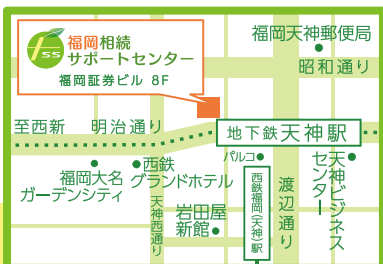 fss
福岡相続
サポートセンター
福岡証券ビル 8F
福岡天神郵便局
昭和通り
至西新
明治通り
地下鉄天神駅
福岡大名
ガーデンシティ
西鉄
グランドホテル
パルコ
西鉄福岡(天神)駅
渡辺通り
天神ビジネス
センター
天神西通り
岩田屋
新館